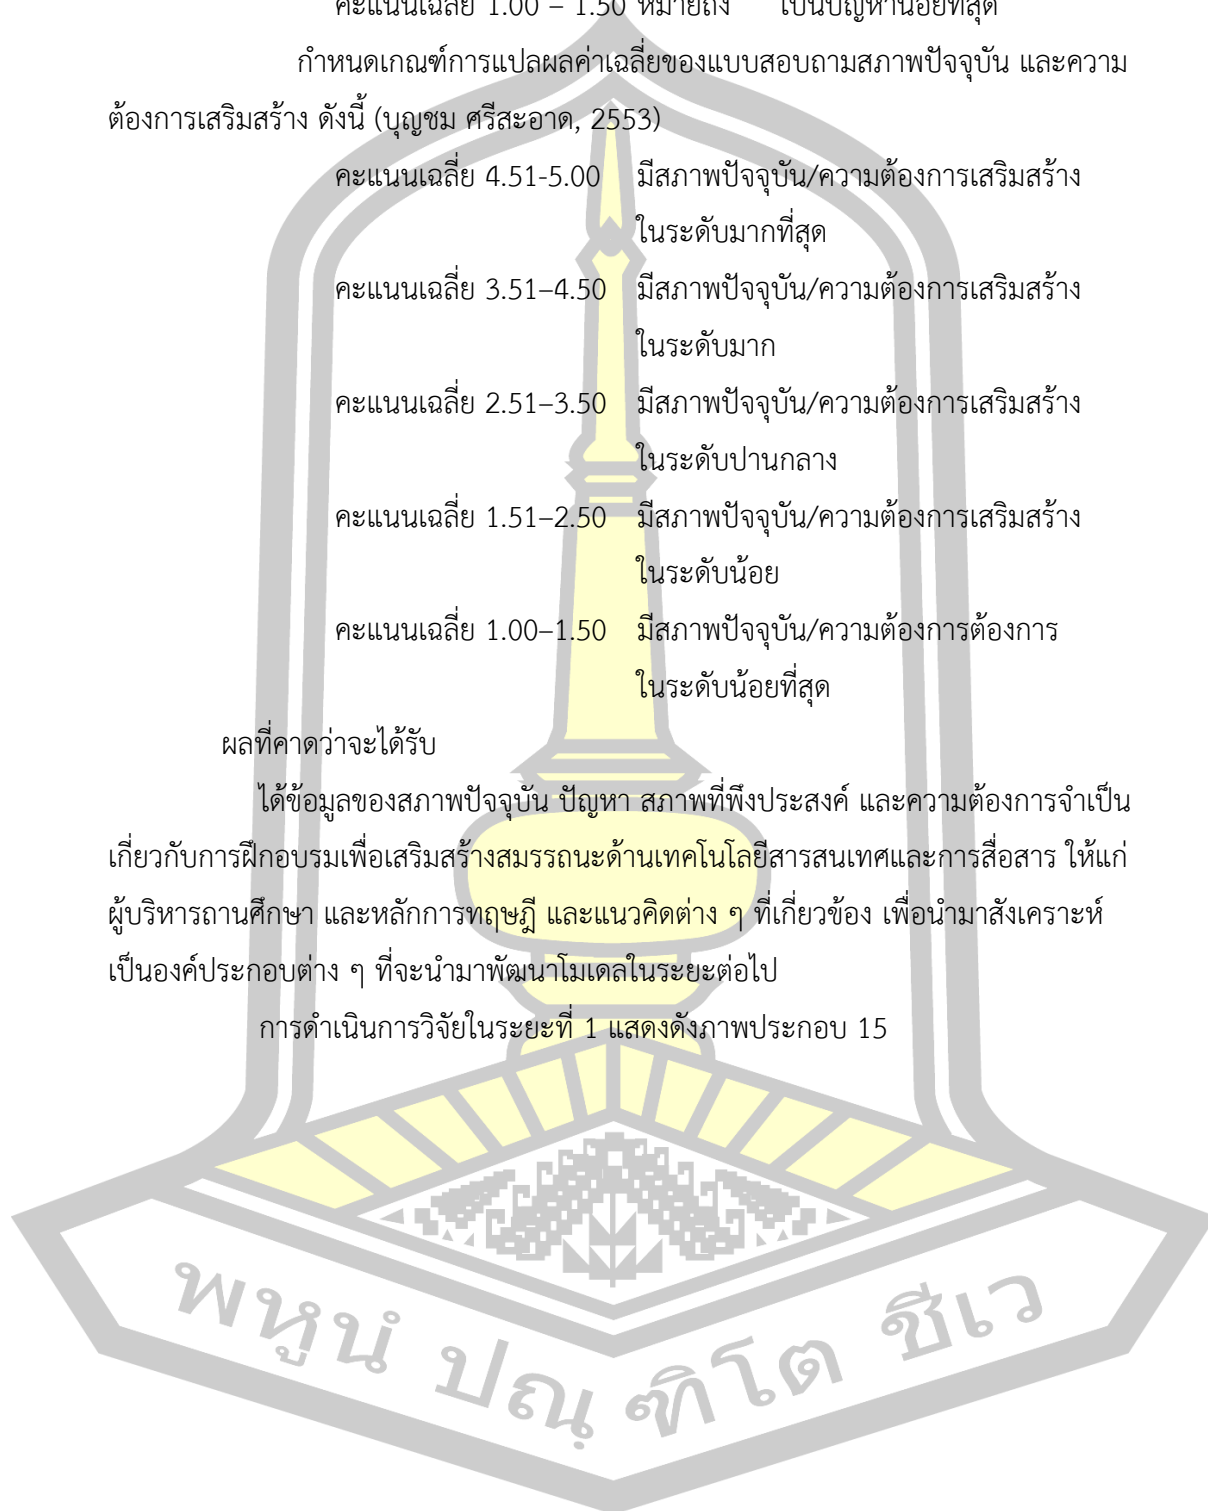 คะแนนเฉลี่ย 1.00 – 1.50 หมายถึง เป็นปัญหาน้อยที่สุด
กำหนดเกณฑ์การแปลผลค่าเฉลี่ยของแบบสอบถามสภาพปัจจุบัน และความ
ต้องการเสริมสร้าง ดังนี้ (บุญชม ศรีสะอาด, 2553)
คะแนนเฉลี่ย 4.51-5.00 มีสภาพปัจจุบัน/ความต้องการเสริมสร้าง
ในระดับมากที่สุด
คะแนนเฉลี่ย 3.51–4.50 มีสภาพปัจจุบัน/ความต้องการเสริมสร้าง
ในระดับมาก
คะแนนเฉลี่ย 2.51–3.50 มีสภาพปัจจุบัน/ความต้องการเสริมสร้าง
ในระดับปานกลาง
คะแนนเฉลี่ย 1.51–2.50 มีสภาพปัจจุบัน/ความต้องการเสริมสร้าง
ในระดับน้อย
คะแนนเฉลี่ย 1.00–1.50 มีสภาพปัจจุบัน/ความต้องการต้องการ
ในระดับน้อยที่สุด
ผลที่คาดว่าจะได้รับ
ได้ข้อมูลของสภาพปัจจุบัน ปัญหา สภาพที่พึงประสงค์ และความต้องการจำเป็น
เกี่ยวกับการฝึกอบรมเพื่อเสริมสร้างสมรรถนะด้านเทคโนโลยีสารสนเทศและการสื่อสาร ให้แก่
ผู้บริหารถานศึกษา และหลักการทฤษฎี และแนวคิดต่าง ๆ ที่เกี่ยวข้อง เพื่อนำมาสังเคราะห์
เป็นองค์ประกอบต่าง ๆ ที่จะนำมาพัฒนาโมเดลในระยะต่อไป
การดำเนินการวิจัยในระยะที่ 1 แสดงดังภาพประกอบ 15
พหูนํ ปณฺ ฑิโต ชีเว